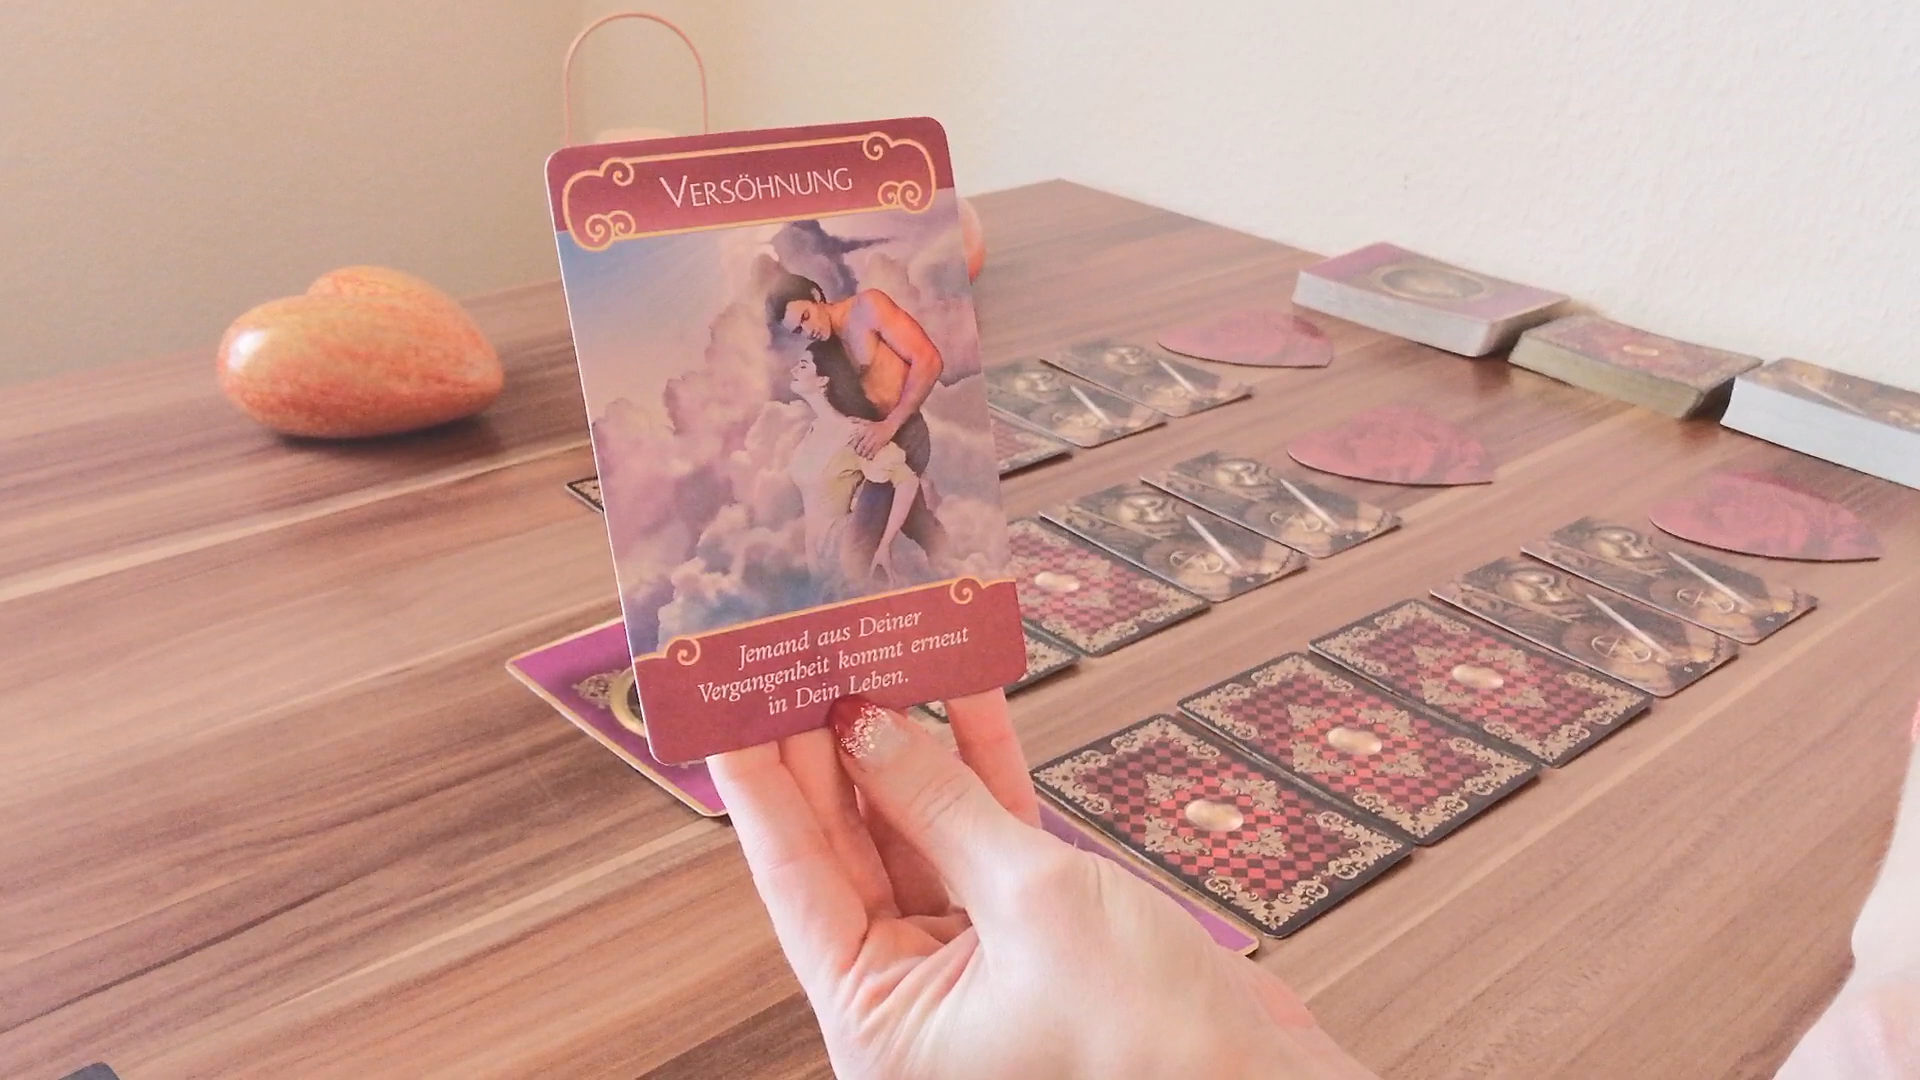 VERSÖHNUNG
Jemand aus Deiner
Vergangenheit kommt erneut
in Dein Leben.